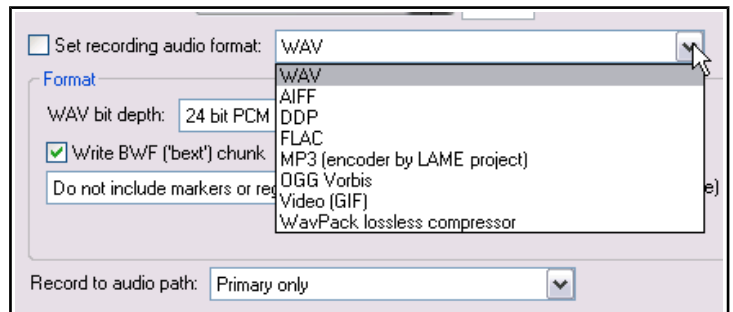 Set recording audio format: WAV
WAV
AIFF
DDP
FLAC
MP3 (encoder by LAME project)
OGG Vorbis
Video (GIF)
WavPack lossless compressor
Format
WAV bit depth: 24 bit PCM
Write BWF ('bext') chunk
Do not include markers or
Record to audio path: Primary only